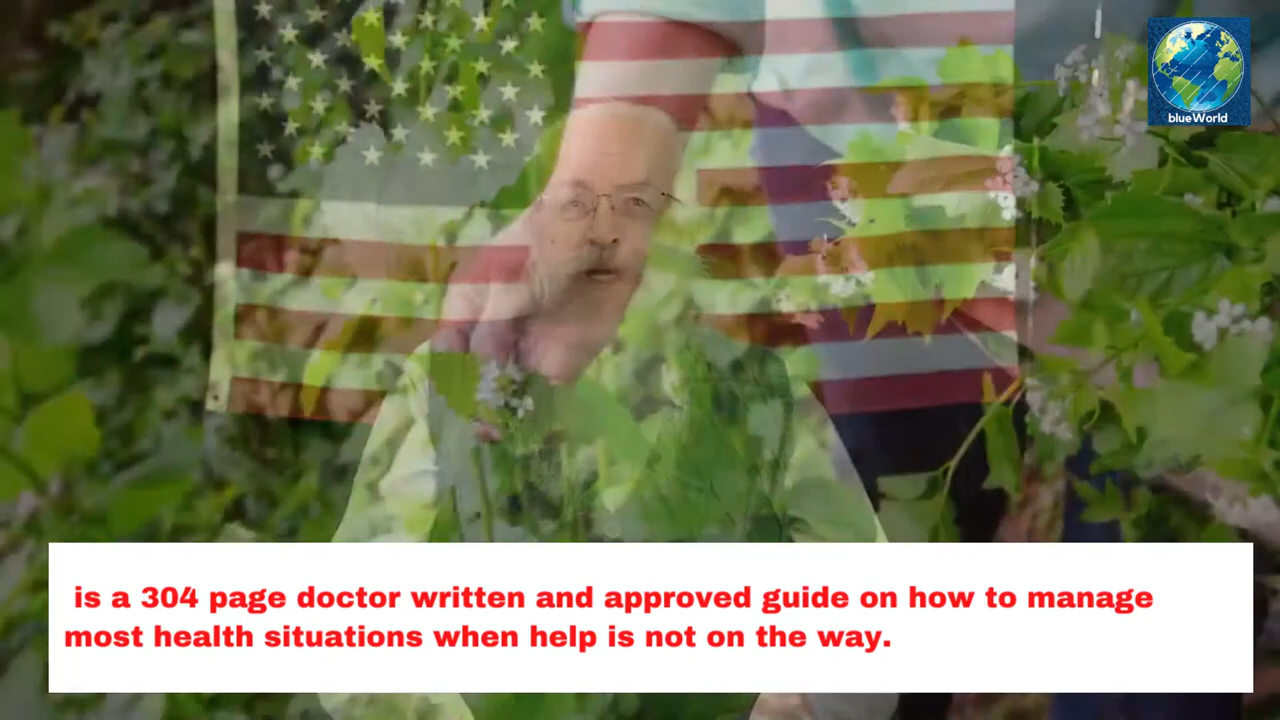 blueWorld
is a 304 page doctor written and approved guide on how to manage
most health situations when help is not on the way.